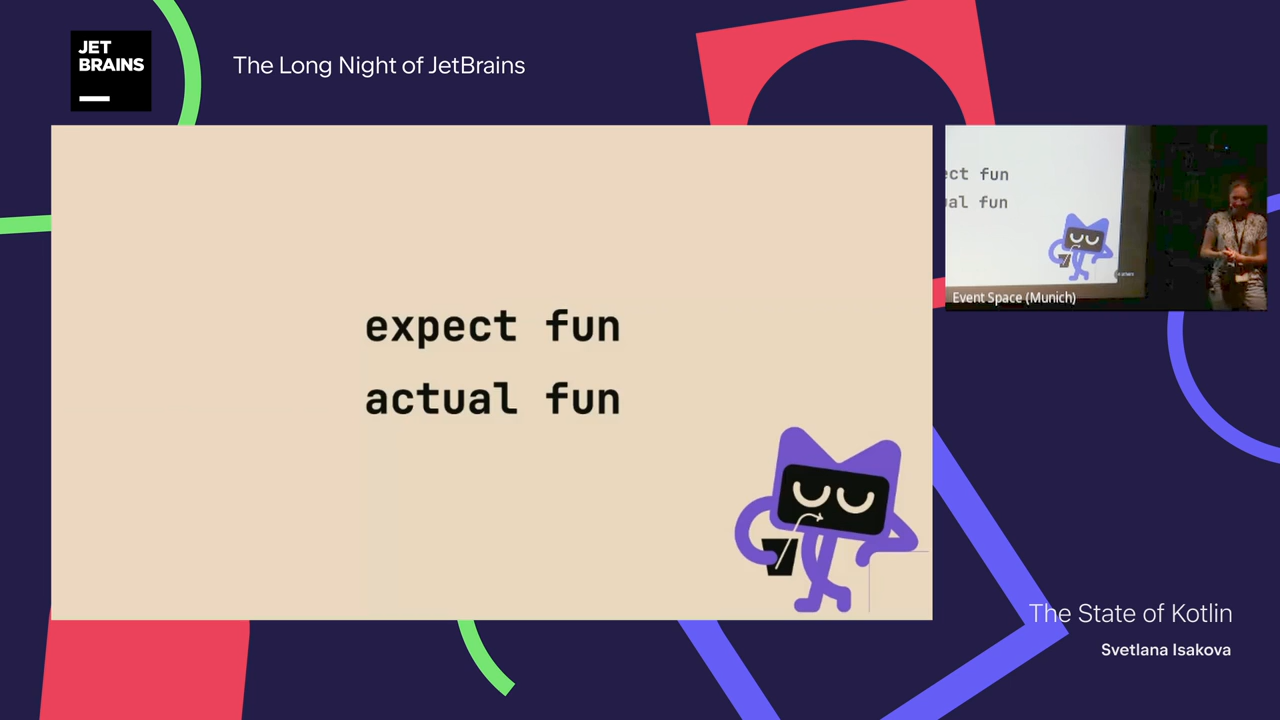 JET
BRAINS
The Long Night of JetBrains
expect fun
actual fun
ect fun
ual fun
Event Space (Munich)
The State of Kotlin
Svetlana Isakova